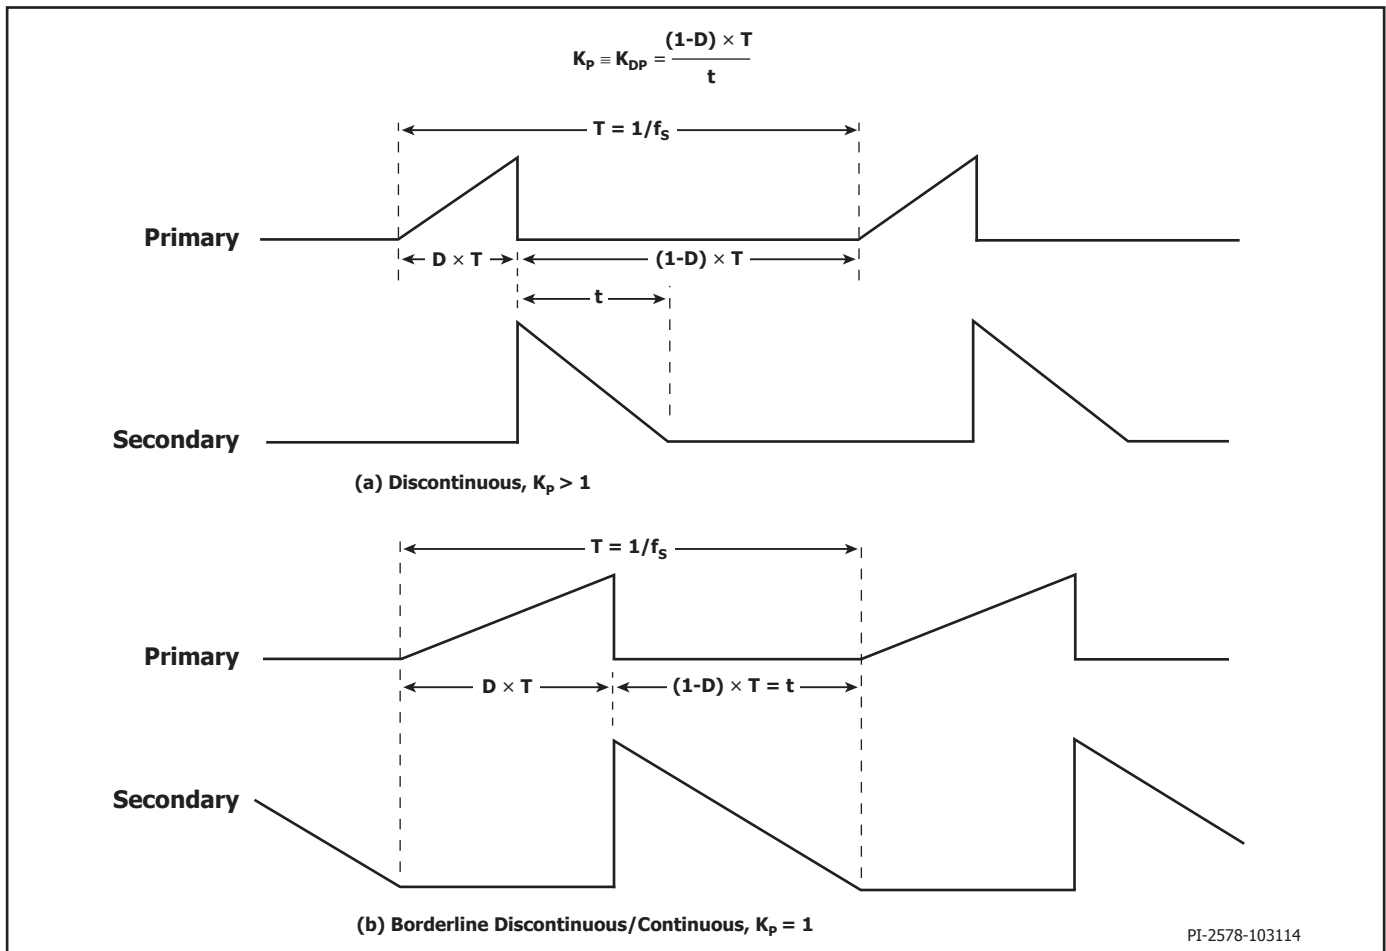 K_P ≡ K_DP = (1-D) × T / t
T = 1/f_S
Primary
D × T
(1-D) × T
t
Secondary
(a) Discontinuous, K_P > 1
T = 1/f_S
Primary
D × T
(1-D) × T = t
Secondary
(b) Borderline Discontinuous/Continuous, K_P = 1
PI-2578-103114